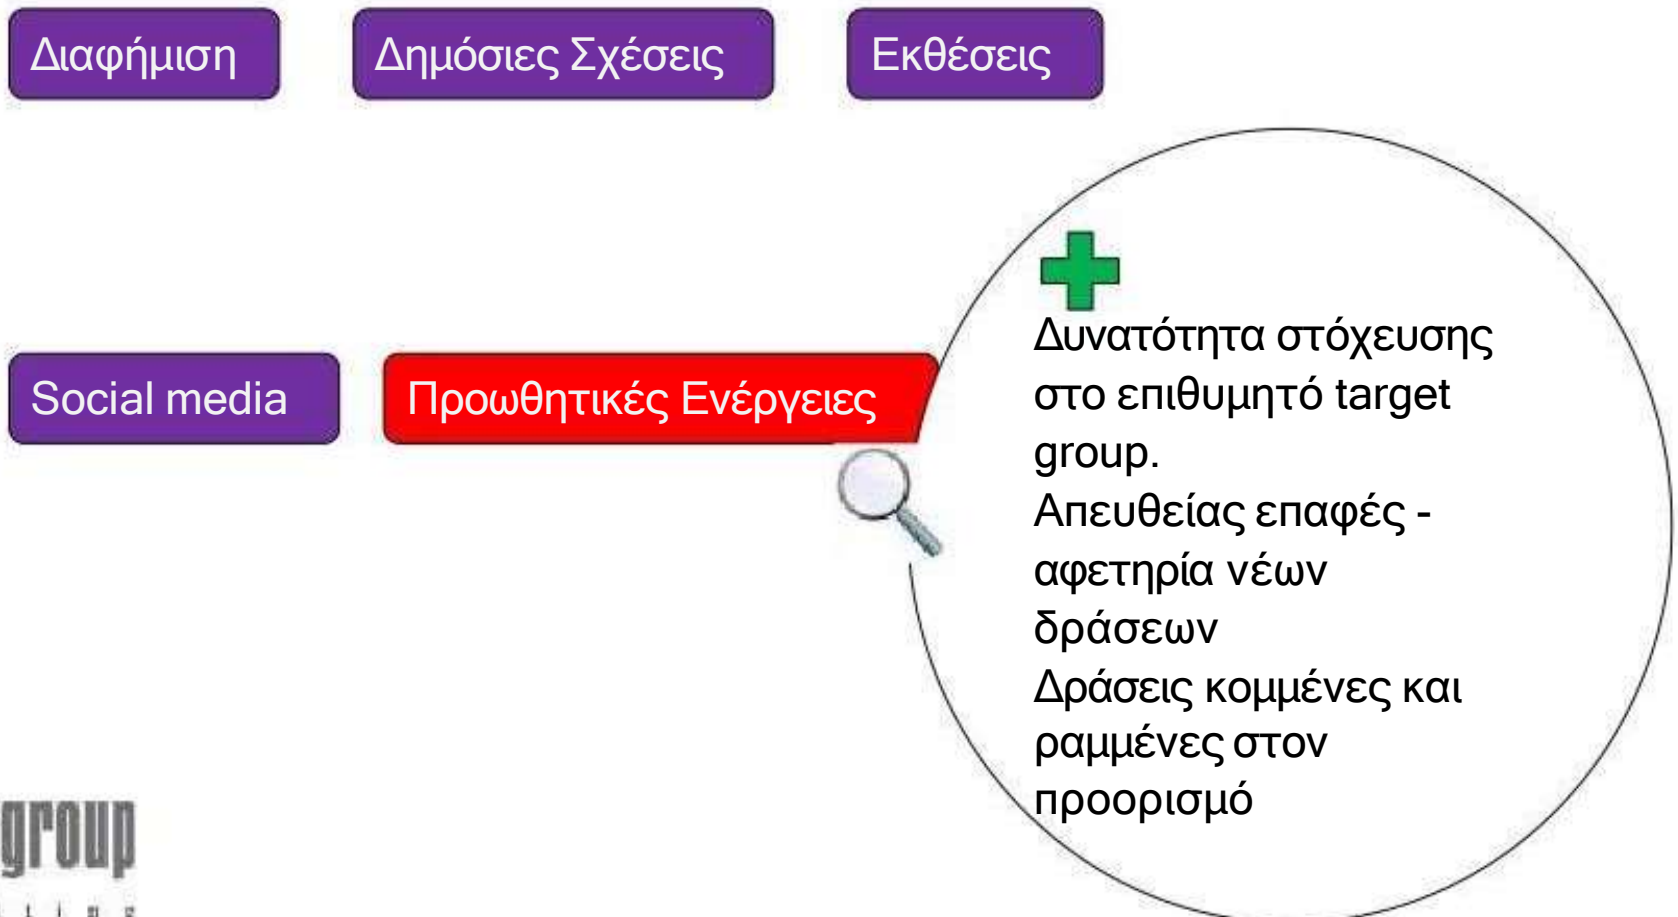 Διαφήμιση
Δημόσιες Σχέσεις
Εκθέσεις
Social media
Προωθητικές Ενέργειες
Δυνατότητα στόχευσης
στο επιθυμητό target
group.
Απευθείας επαφές -
αφετηρία νέων
δράσεων
Δράσεις κομμένες και
ραμμένες στον
προορισμό
group